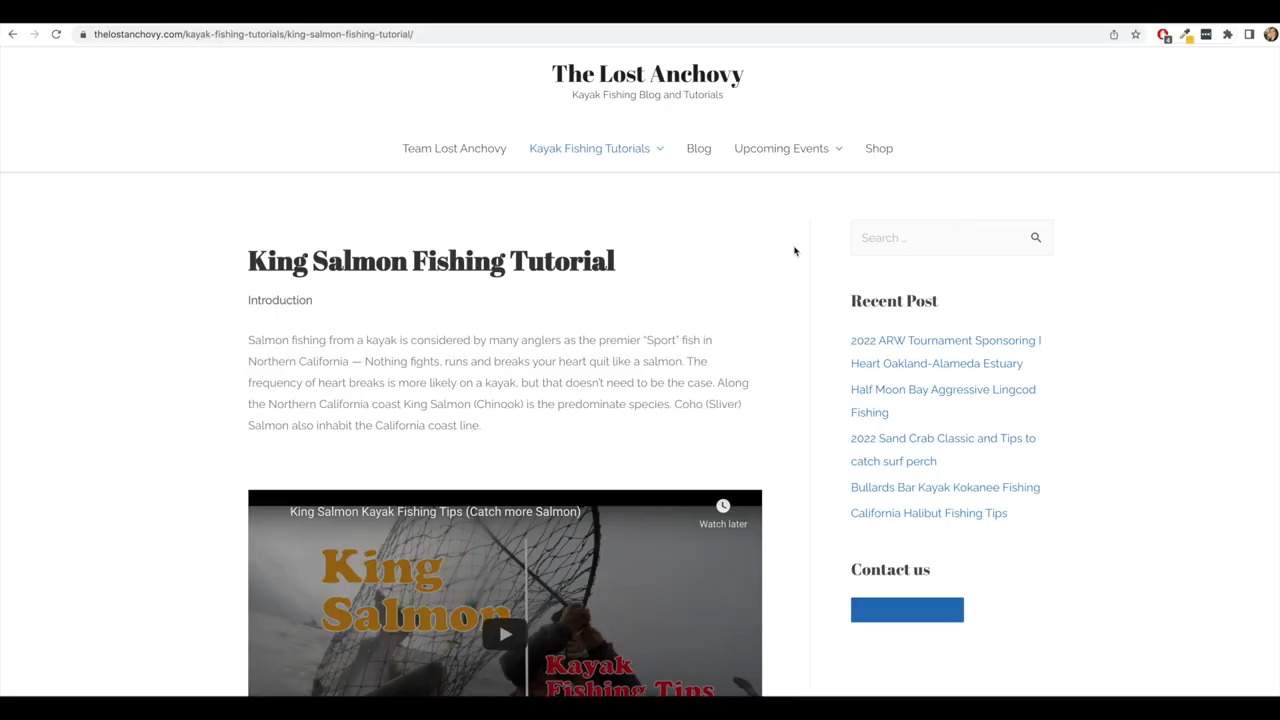 thelostanchovy.com/kayak-fishing-tutorials/king-salmon-fishing-tutorial/
4
The Lost Anchovy
Kayak Fishing Blog and Tutorials
Team Lost Anchovy Kayak Fishing Tutorials Blog Upcoming Events Shop
King Salmon Fishing Tutorial
Introduction
Salmon fishing from a kayak is considered by many anglers as the premier “Sport” fish in
Northern California — Nothing fights, runs and breaks your heart quit like a salmon. The
frequency of heart breaks is more likely on a kayak, but that doesn’t need to be the case. Along
the Northern California coast King Salmon (Chinook) is the predominate species. Coho (Sliver)
Salmon also inhabit the California coast line.
King Salmon Kayak Fishing Tips (Catch more Salmon)
Watch later
King
Salmon
Kayak
Fishing Tips
Search ..
Recent Post
2022 ARW Tournament Sponsoring I
Heart Oakland-Alameda Estuary
Half Moon Bay Aggressive Lingcod
Fishing
2022 Sand Crab Classic and Tips to
catch surf perch
Bullards Bar Kayak Kokanee Fishing
California Halibut Fishing Tips
Contact us